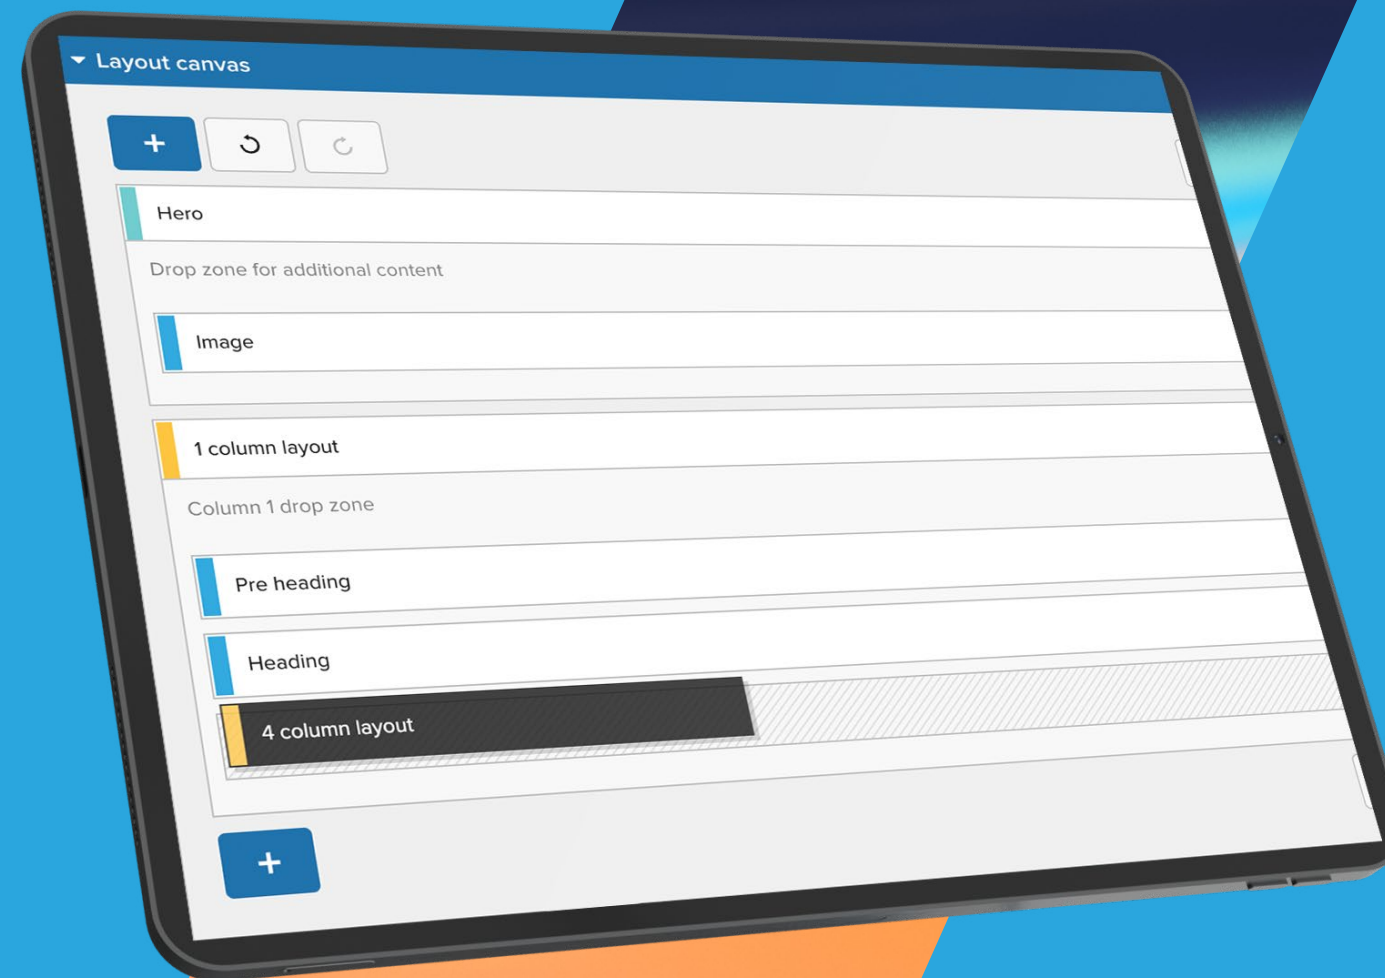 Layout canvas
Hero
Drop zone for additional content
Image
1 column layout
Column 1 drop zone
Pre heading
Heading
4 column layout